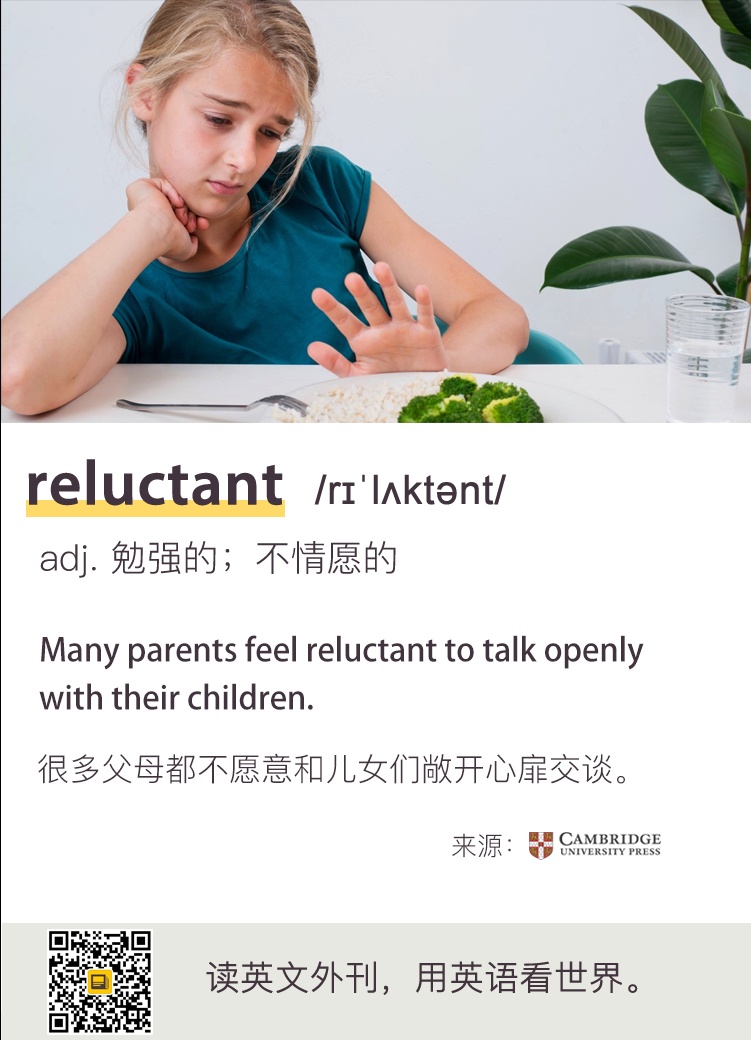 reluctant /rɪˈlʌktənt/
adj. 勉强的；不情愿的
Many parents feel reluctant to talk openly
with their children.
很多父母都不愿意和儿女们敞开心扉交谈。
来源： CAMBRIDGE
UNIVERSITY PRESS
读英文外刊，用英语看世界。